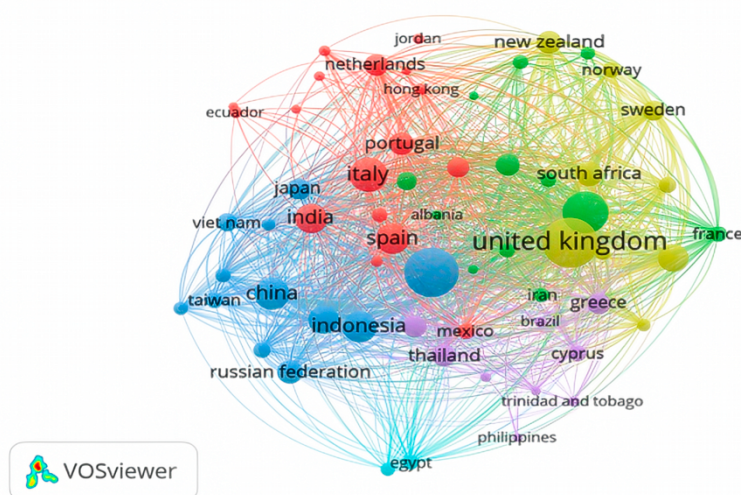 jordan
new zealand
netherlands
norway
hong kong
ecuador
sweden
portugal
italy
south africa
japan
india
albania
viet nam
france
spain
united kingdom
china
taiwan
iran
greece
indonesia
brazil
mexico
thailand
cyprus
russian federation
trinidad and tobago
philippines
egypt
VOSviewer